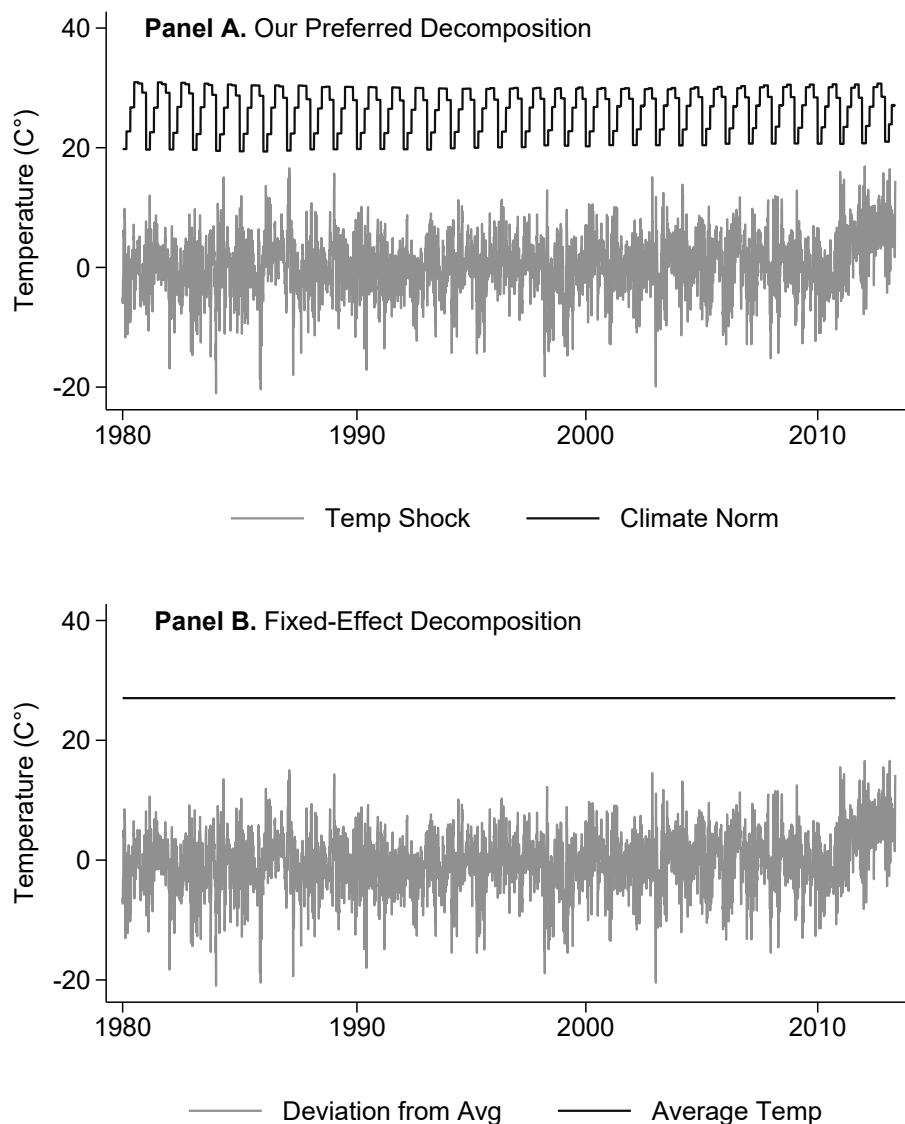 Panel A. Our Preferred Decomposition
Temperature (C°)
40
20
0
-20
1980 1990 2000 2010
Temp Shock Climate Norm
Panel B. Fixed-Effect Decomposition
Temperature (C°)
40
20
0
-20
1980 1990 2000 2010
Deviation from Avg Average Temp